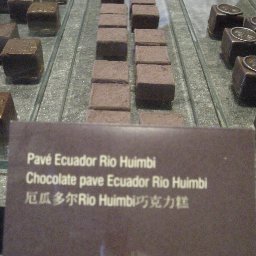 Pavé Ecuador Rio Huimbi
Chocolate pave Ecuador Rio Huimbi
厄瓜多尔Rio Huimbi巧克力糕